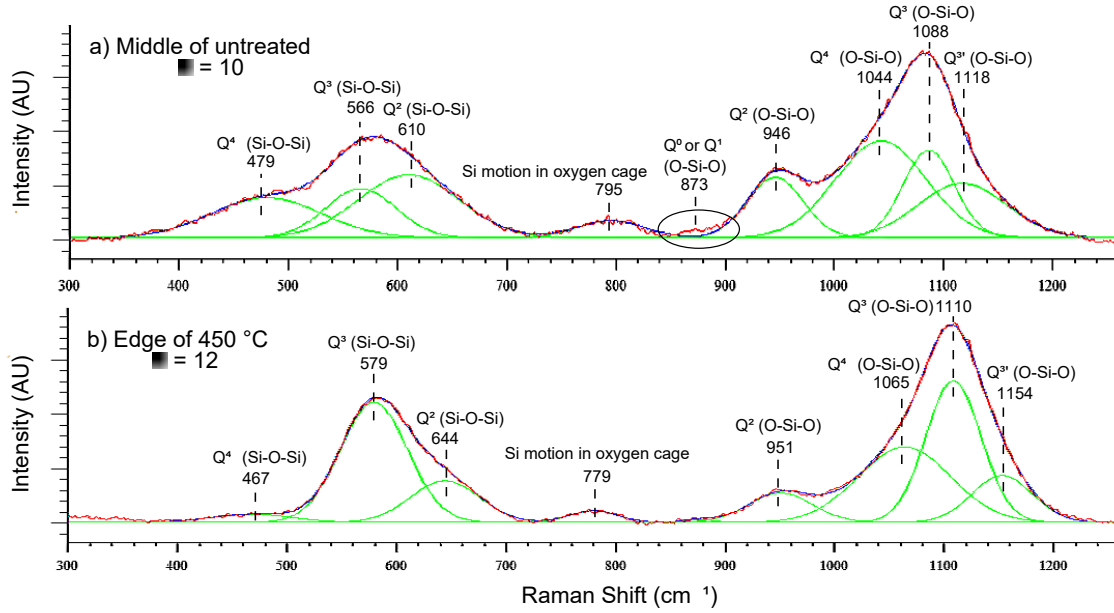 a) Middle of untreated
= 10
Intensity (AU)
Q⁴ (Si-O-Si)
479
Q³ (Si-O-Si)
566
Q² (Si-O-Si)
610
Si motion in oxygen cage
795
Q⁰ or Q¹
(O-Si-O)
873
Q² (O-Si-O)
946
Q⁴ (O-Si-O)
1044
Q³ (O-Si-O)
1088
Q³' (O-Si-O)
1118
300 400 500 600 700 800 900 1000 1100 1200
b) Edge of 450 °C
= 12
Intensity (AU)
Q⁴ (Si-O-Si)
467
Q³ (Si-O-Si)
579
Q² (Si-O-Si)
644
Si motion in oxygen cage
779
Q² (O-Si-O)
951
Q⁴ (O-Si-O)
1065
Q³ (O-Si-O) 1110
Q³' (O-Si-O)
1154
300 400 500 600 700 800 900 1000 1100 1200
Raman Shift (cm ⁻¹)